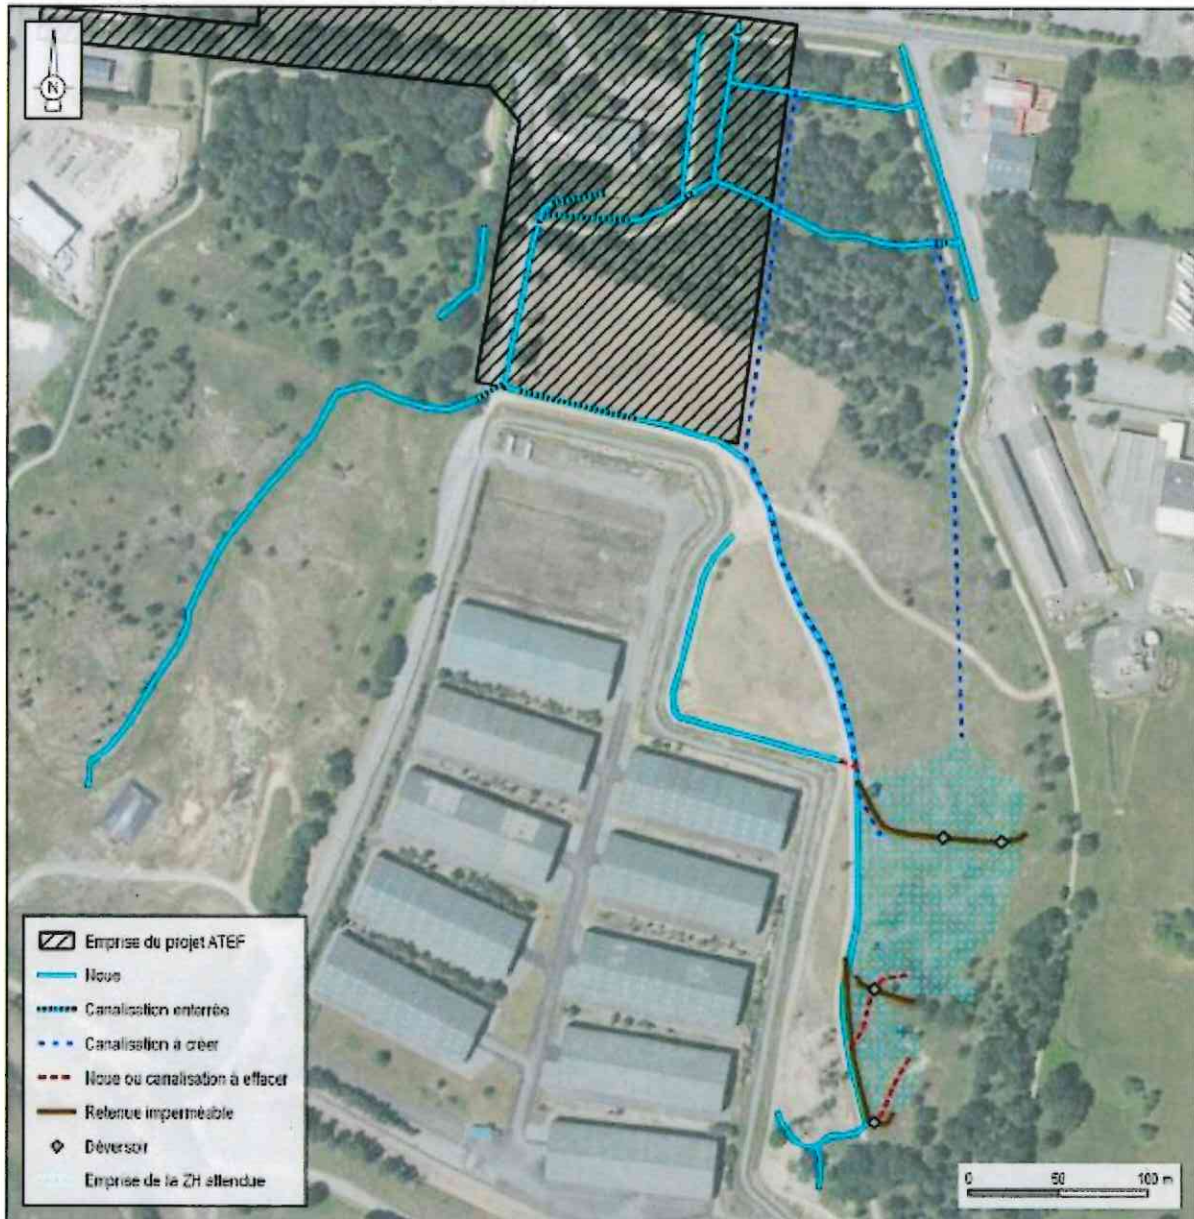 N
Emprise du projet ATEF
Noue
Canalisation enterrée
Canalisation à créer
Noue ou canalisation à effacer
Retenue imperméable
Déversoir
Emprise de la ZH attendue
0 50 100 m